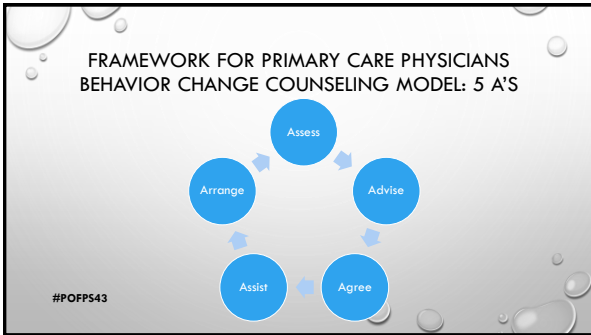 FRAMEWORK FOR PRIMARY CARE PHYSICIANS
BEHAVIOR CHANGE COUNSELING MODEL: 5 A'S
Assess
Advise
Agree
Assist
Arrange
#POFPS43